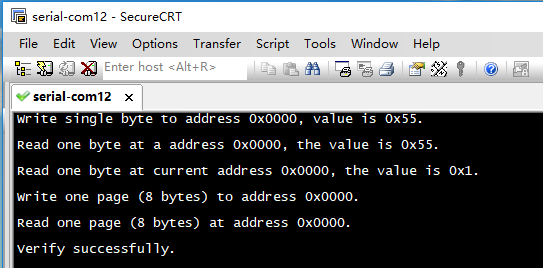 serial-com12 - SecureCRT
File Edit View Options Transfer Script Tools Window Help
Enter host <Alt+R>
serial-com12 ×
Write single byte to address 0x0000, value is 0x55.
Read one byte at a address 0x0000, the value is 0x55.
Read one byte at current address 0x0000, the value is 0x1.
Write one page (8 bytes) to address 0x0000.
Read one page (8 bytes) at address 0x0000.
Verify successfully.